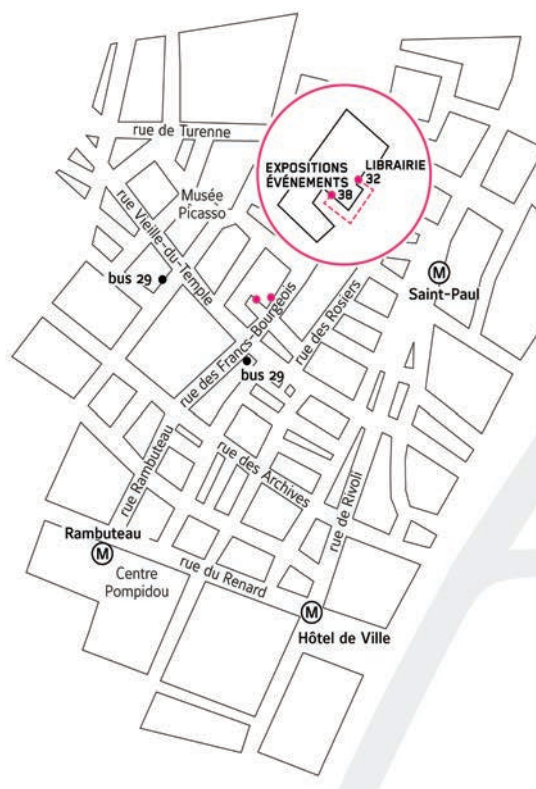 rue de Turenne
EXPOSITIONS
ÉVÉNEMENTS
38
LIBRAIRIE
32
Musée
Picasso
rue Vieille-du-Temple
bus 29
M
Saint-Paul
rue des Francs-Bourgeois
rue des Rosiers
bus 29
rue Rambuteau
rue des Archives
rue de Rivoli
Rambuteau
M
Centre
Pompidou
rue du Renard
M
Hôtel de Ville